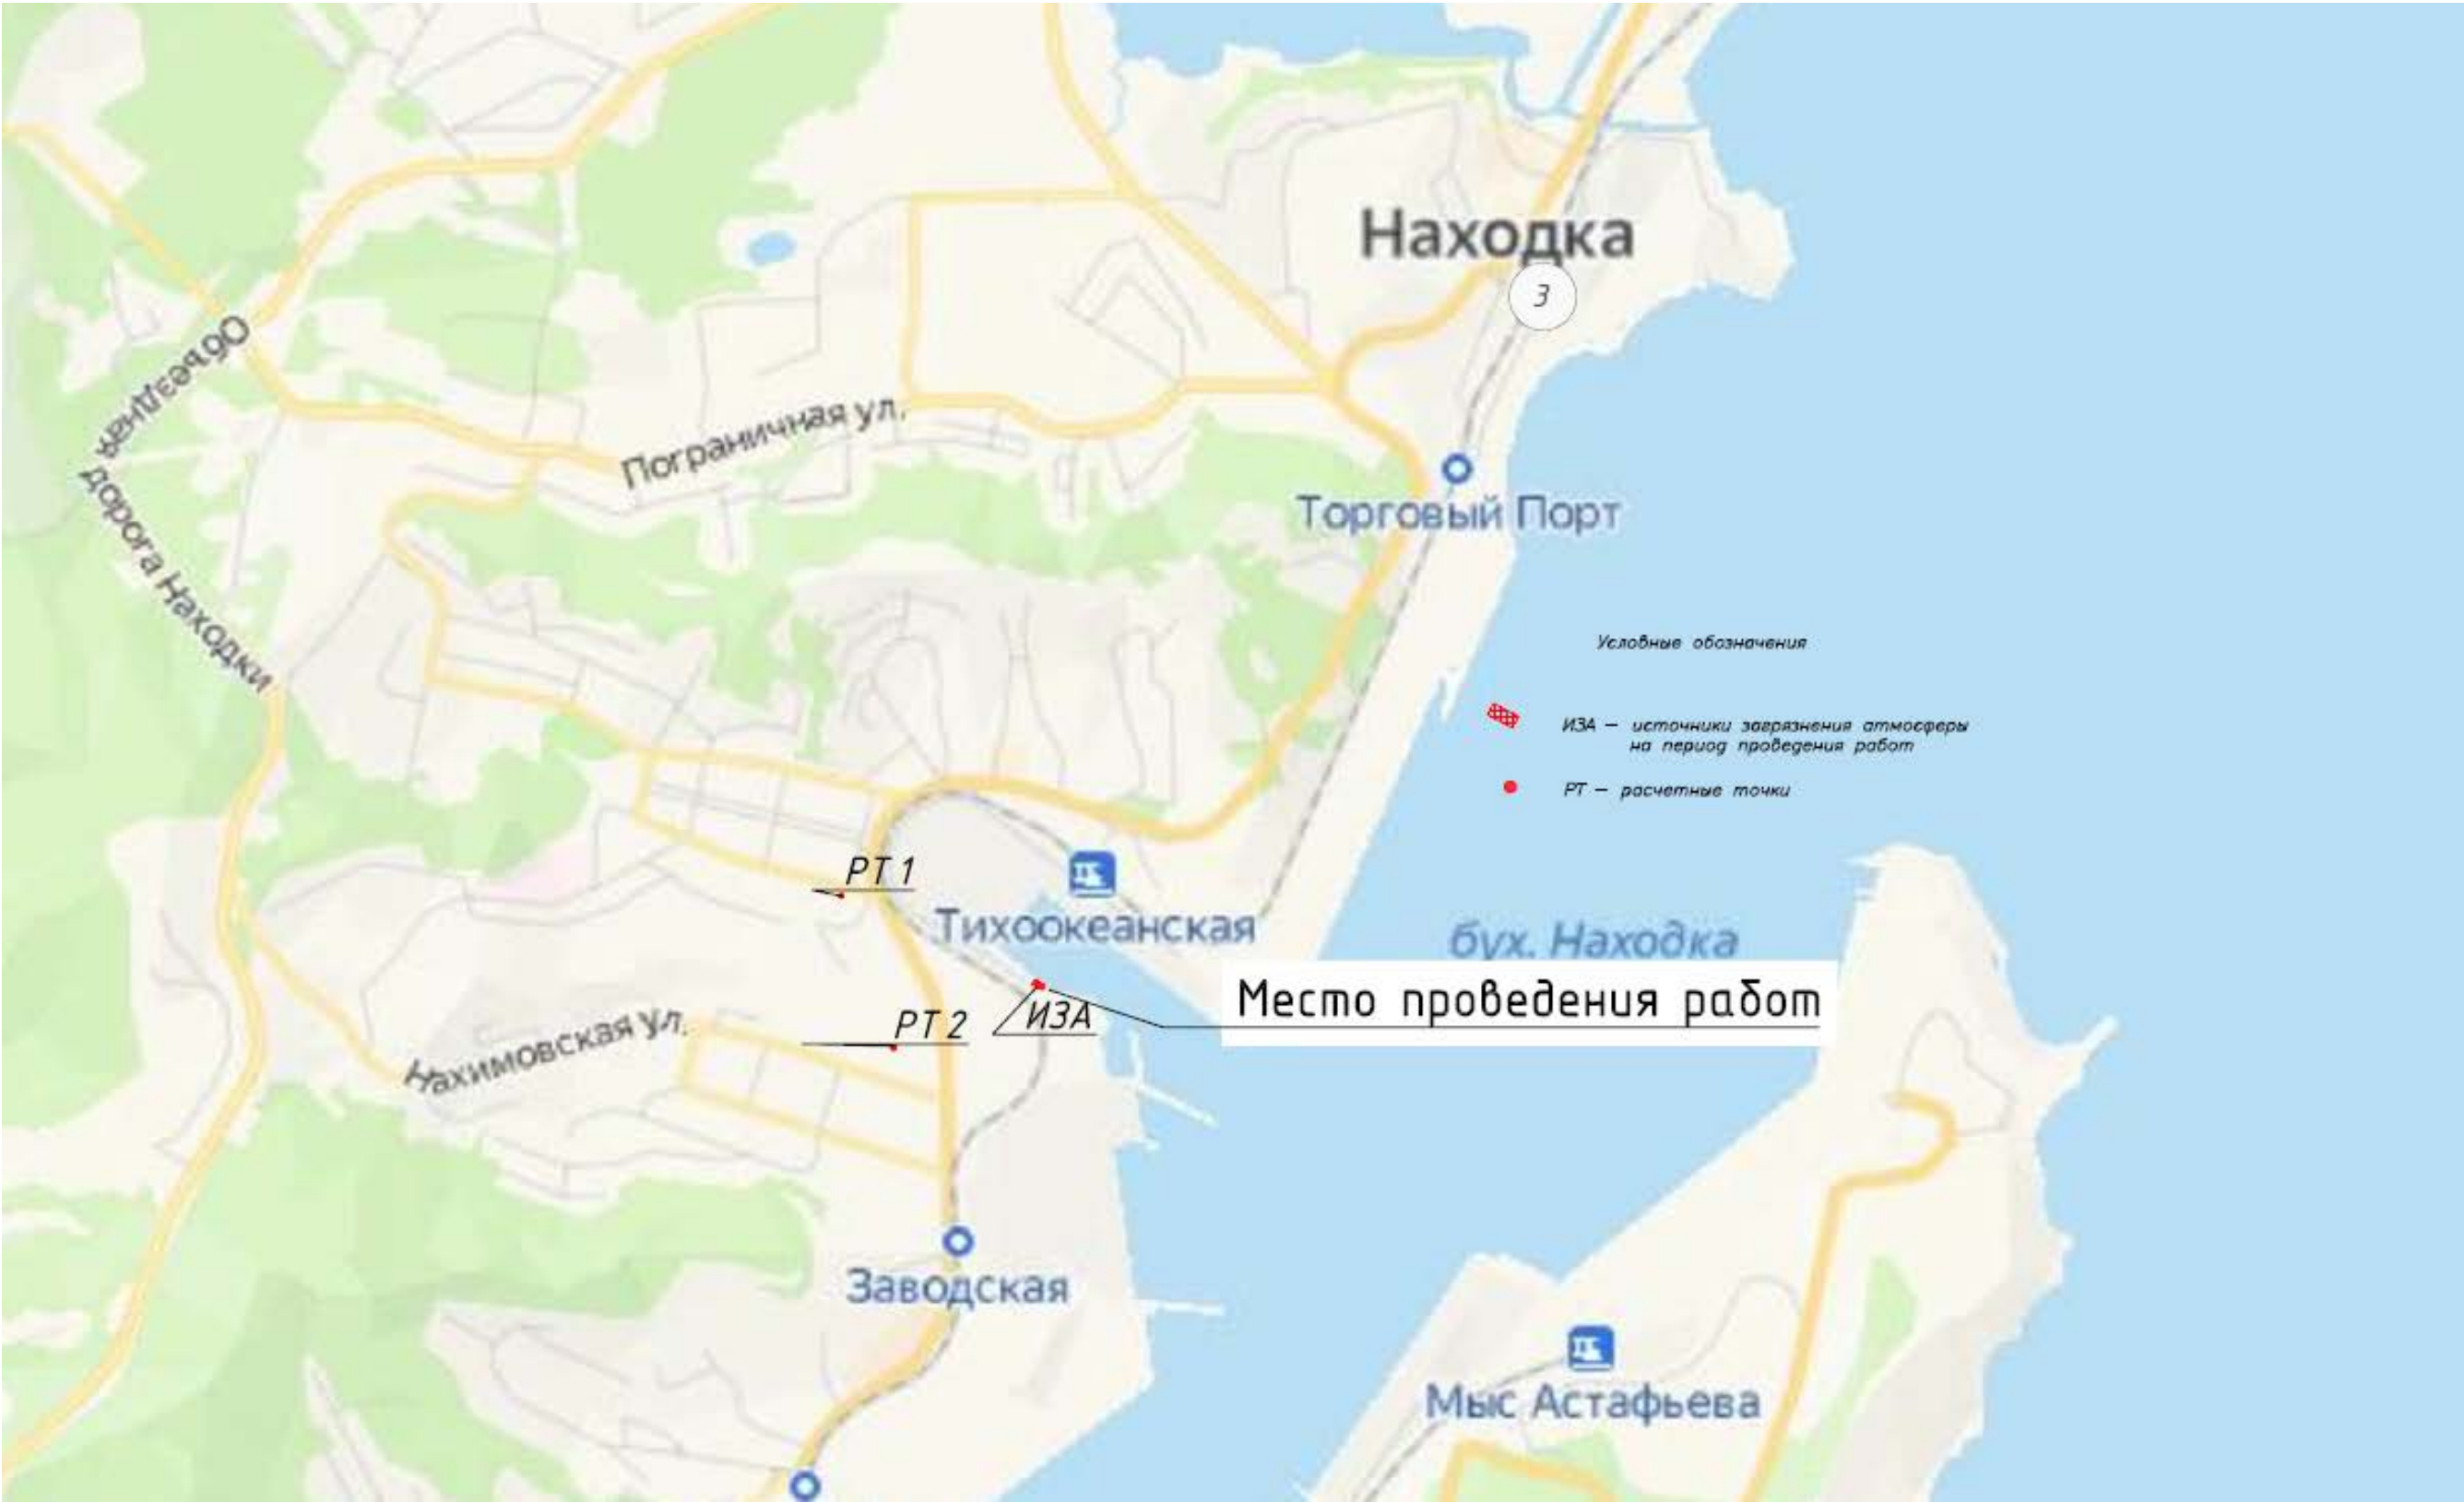 Находка
3
Объездная
дорога Находки
Пограничная ул.
Торговый Порт
Условные обозначения
ИЗА – источники загрязнения атмосферы
на период проведения работ
РТ – расчетные точки
РТ 1
Тихоокеанская
бух. Находка
Место проведения работ
ИЗА
РТ 2
Нахимовская ул.
Заводская
Мыс Астафьева